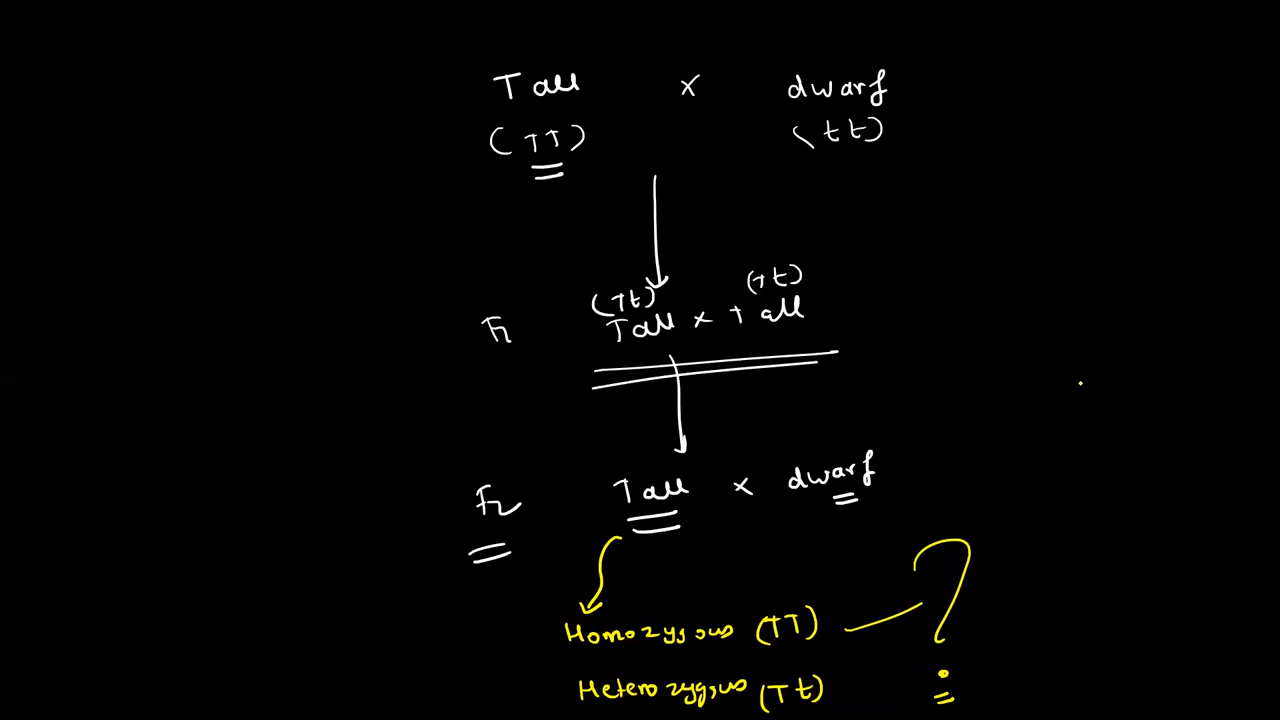 Tall x dwarf
(TT) (tt)
(Tt) (Tt)
F1 Tall x Tall
F2 Tall x dwarf
Homozygous (TT) ?
Heterozygous (Tt)